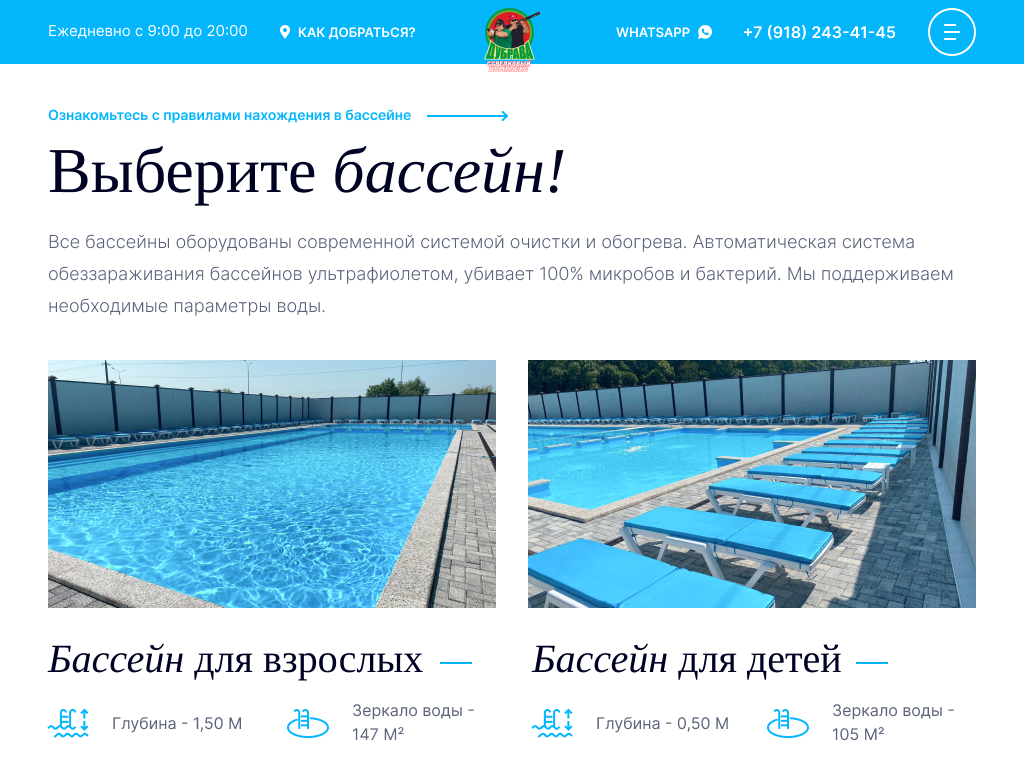 Ежедневно с 9:00 до 20:00
КАК ДОБРАТЬСЯ?
ДУБРАВА
СТРЕЛКОВЫЙ
КОМПЛЕКС
WHATSAPP
+7 (918) 243-41-45
Ознакомьтесь с правилами нахождения в бассейне
Выберите бассейн!
Все бассейны оборудованы современной системой очистки и обогрева. Автоматическая система
обеззараживания бассейнов ультрафиолетом, убивает 100% микробов и бактерий. Мы поддерживаем
необходимые параметры воды.
Бассейн для взрослых
Глубина - 1,50 М
Зеркало воды -
147 М²
Бассейн для детей
Глубина - 0,50 М
Зеркало воды -
105 М²